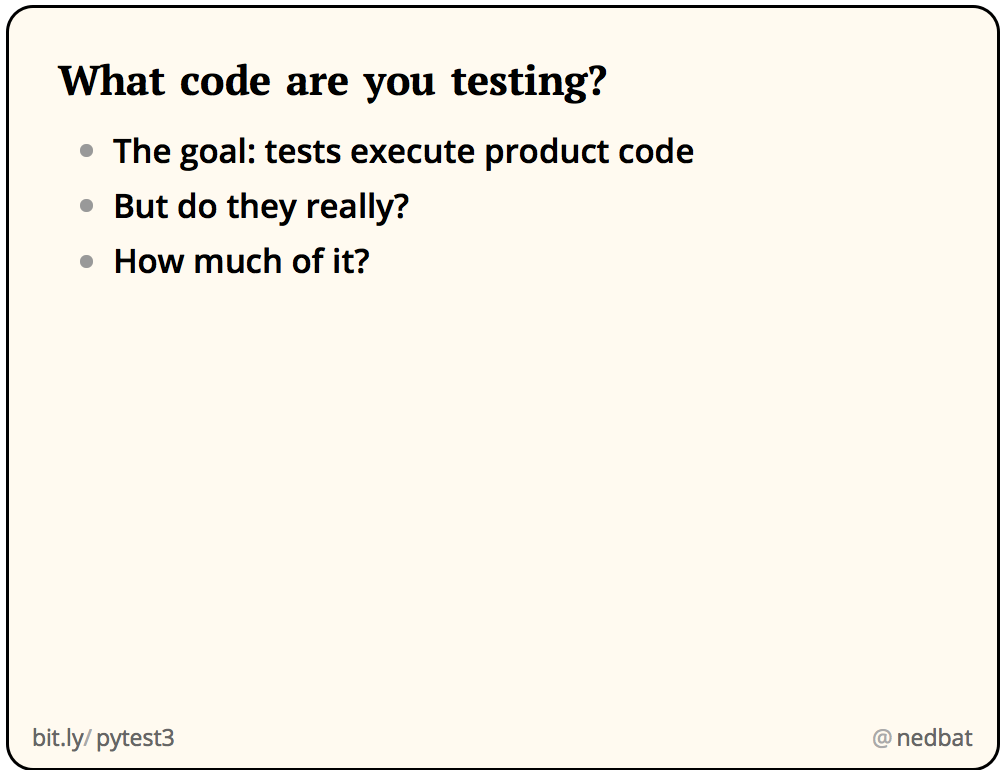 What code are you testing?
The goal: tests execute product code
But do they really?
How much of it?
bit.ly/ pytest3
@ nedbat